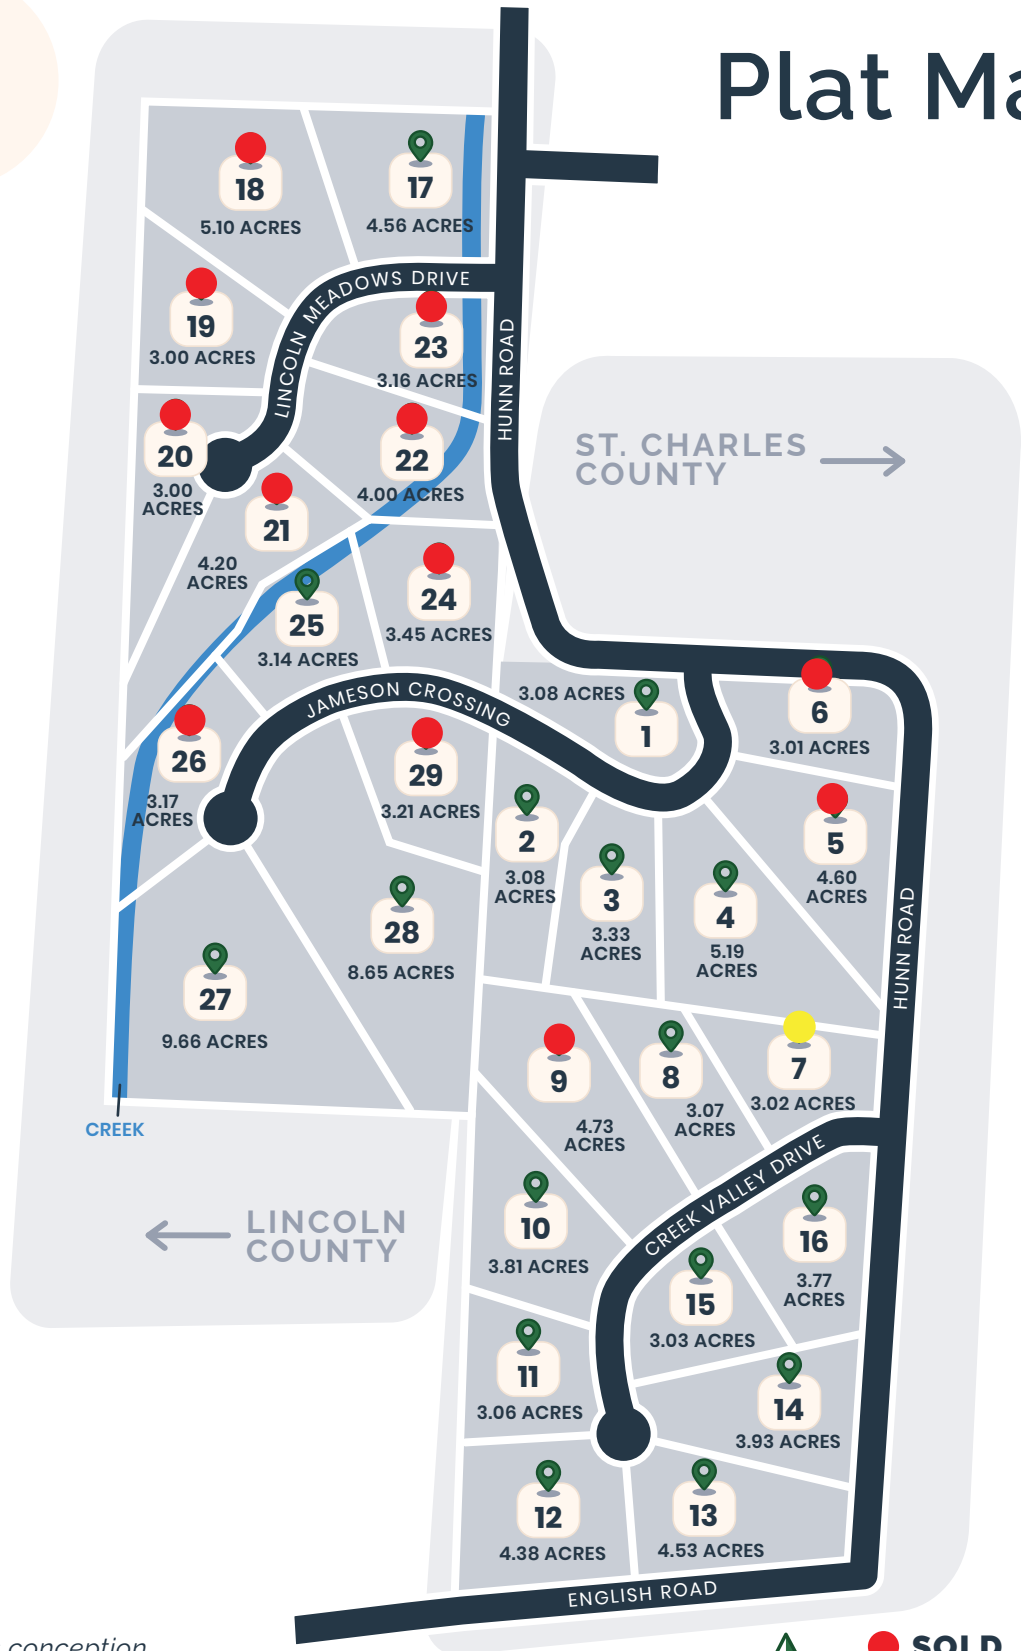 Plat Ma
18
5.10 ACRES
17
4.56 ACRES
LINCOLN MEADOWS DRIVE
19
3.00 ACRES
23
3.16 ACRES
HUNN ROAD
20
3.00
ACRES
22
4.00 ACRES
21
4.20
ACRES
ST. CHARLES
COUNTY
24
3.45 ACRES
25
3.14 ACRES
JAMESON CROSSING
3.08 ACRES
1
6
3.01 ACRES
26
3.17
ACRES
29
3.21 ACRES
2
3.08
ACRES
3
3.33
ACRES
4
5.19
ACRES
5
4.60
ACRES
HUNN ROAD
28
8.65 ACRES
27
9.66 ACRES
CREEK
9
4.73
ACRES
8
3.07
ACRES
7
3.02 ACRES
CREEK VALLEY DRIVE
LINCOLN
COUNTY
10
3.81 ACRES
16
3.77
ACRES
15
3.03 ACRES
11
3.06 ACRES
14
3.93 ACRES
12
4.38 ACRES
13
4.53 ACRES
ENGLISH ROAD
conception
SOLD